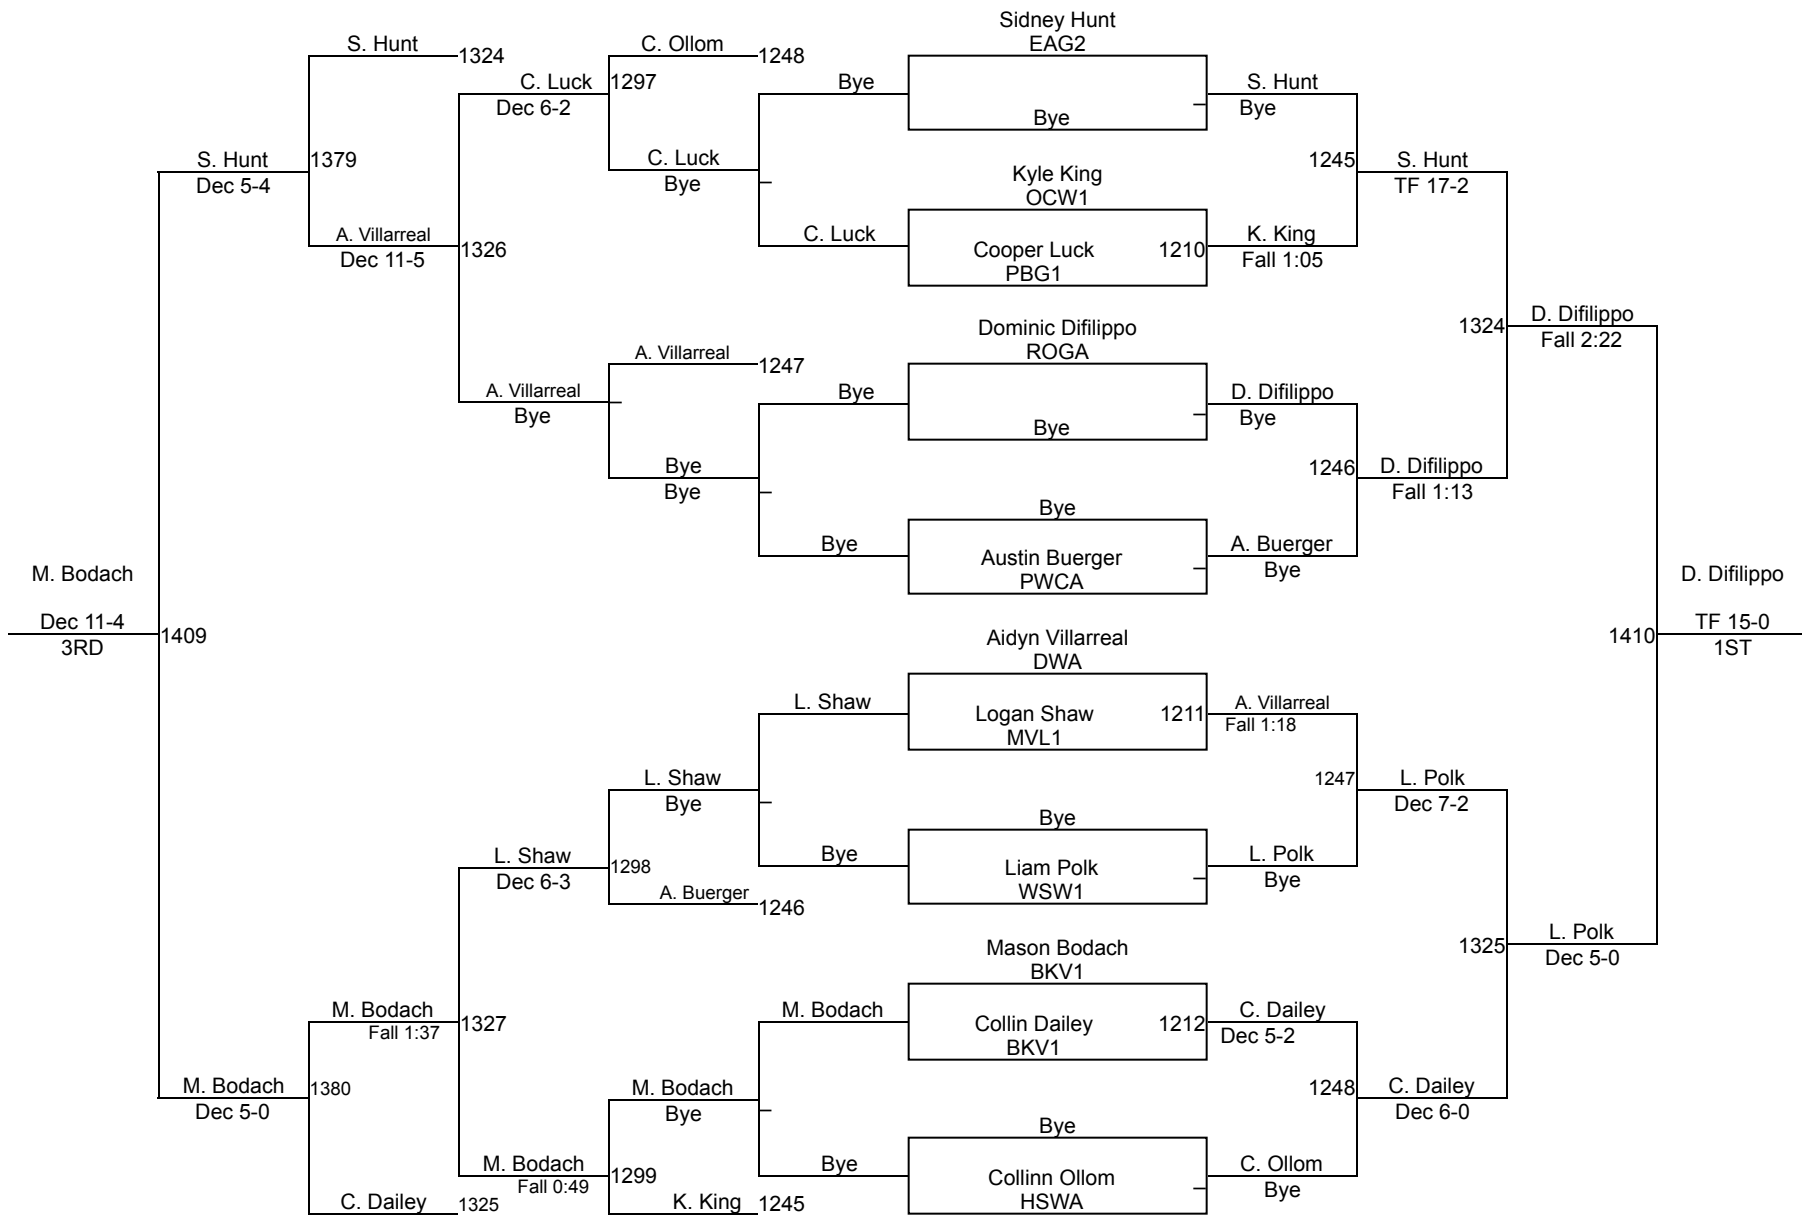 Sidney Hunt
EAG2
S. Hunt
1324
C. Ollom
1248
C. Luck
1297
Dec 6-2
Bye
Bye
S. Hunt
Bye
S. Hunt
1379
Dec 5-4
C. Luck
Bye
Kyle King
OCW1
1245
S. Hunt
TF 17-2
A. Villarreal
1326
Dec 11-5
C. Luck
Cooper Luck
1210
PBG1
K. King
Fall 1:05
Dominic Difilippo
ROGA
1324
D. Difilippo
Fall 2:22
A. Villarreal
1247
A. Villarreal
Bye
Bye
Bye
D. Difilippo
Bye
Bye
Bye
1246
D. Difilippo
Fall 1:13
Bye
Bye
Austin Buerger
PWCA
A. Buerger
Bye
M. Bodach
Dec 11-4
1409
3RD
D. Difilippo
1410
TF 15-0
1ST
Aidyn Villarreal
DWA
L. Shaw
Logan Shaw
1211
MVL1
A. Villarreal
Fall 1:18
L. Shaw
Bye
1247
L. Polk
Dec 7-2
Bye
L. Shaw
1298
Dec 6-3
Bye
Liam Polk
WSW1
L. Polk
Bye
A. Buerger
1246
Mason Bodach
BKV1
1325
L. Polk
Dec 5-0
M. Bodach
1327
Fall 1:37
M. Bodach
Collin Dailey
1212
BKV1
C. Dailey
Dec 5-2
M. Bodach
1380
Dec 5-0
M. Bodach
Bye
1248
C. Dailey
Dec 6-0
Bye
M. Bodach
1299
Fall 0:49
Bye
Collinn Ollom
HSWA
C. Ollom
Bye
C. Dailey
1325
K. King
1245